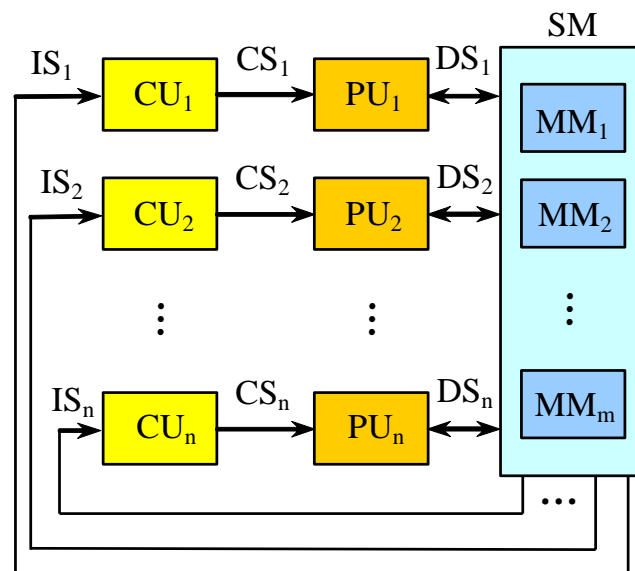 SM
IS₁ CS₁ DS₁
CU₁ PU₁ MM₁
IS₂ CS₂ DS₂
CU₂ PU₂ MM₂
⋮ ⋮ ⋮
ISₙ CSₙ DSₙ
CUₙ PUₙ MMₘ
⋯